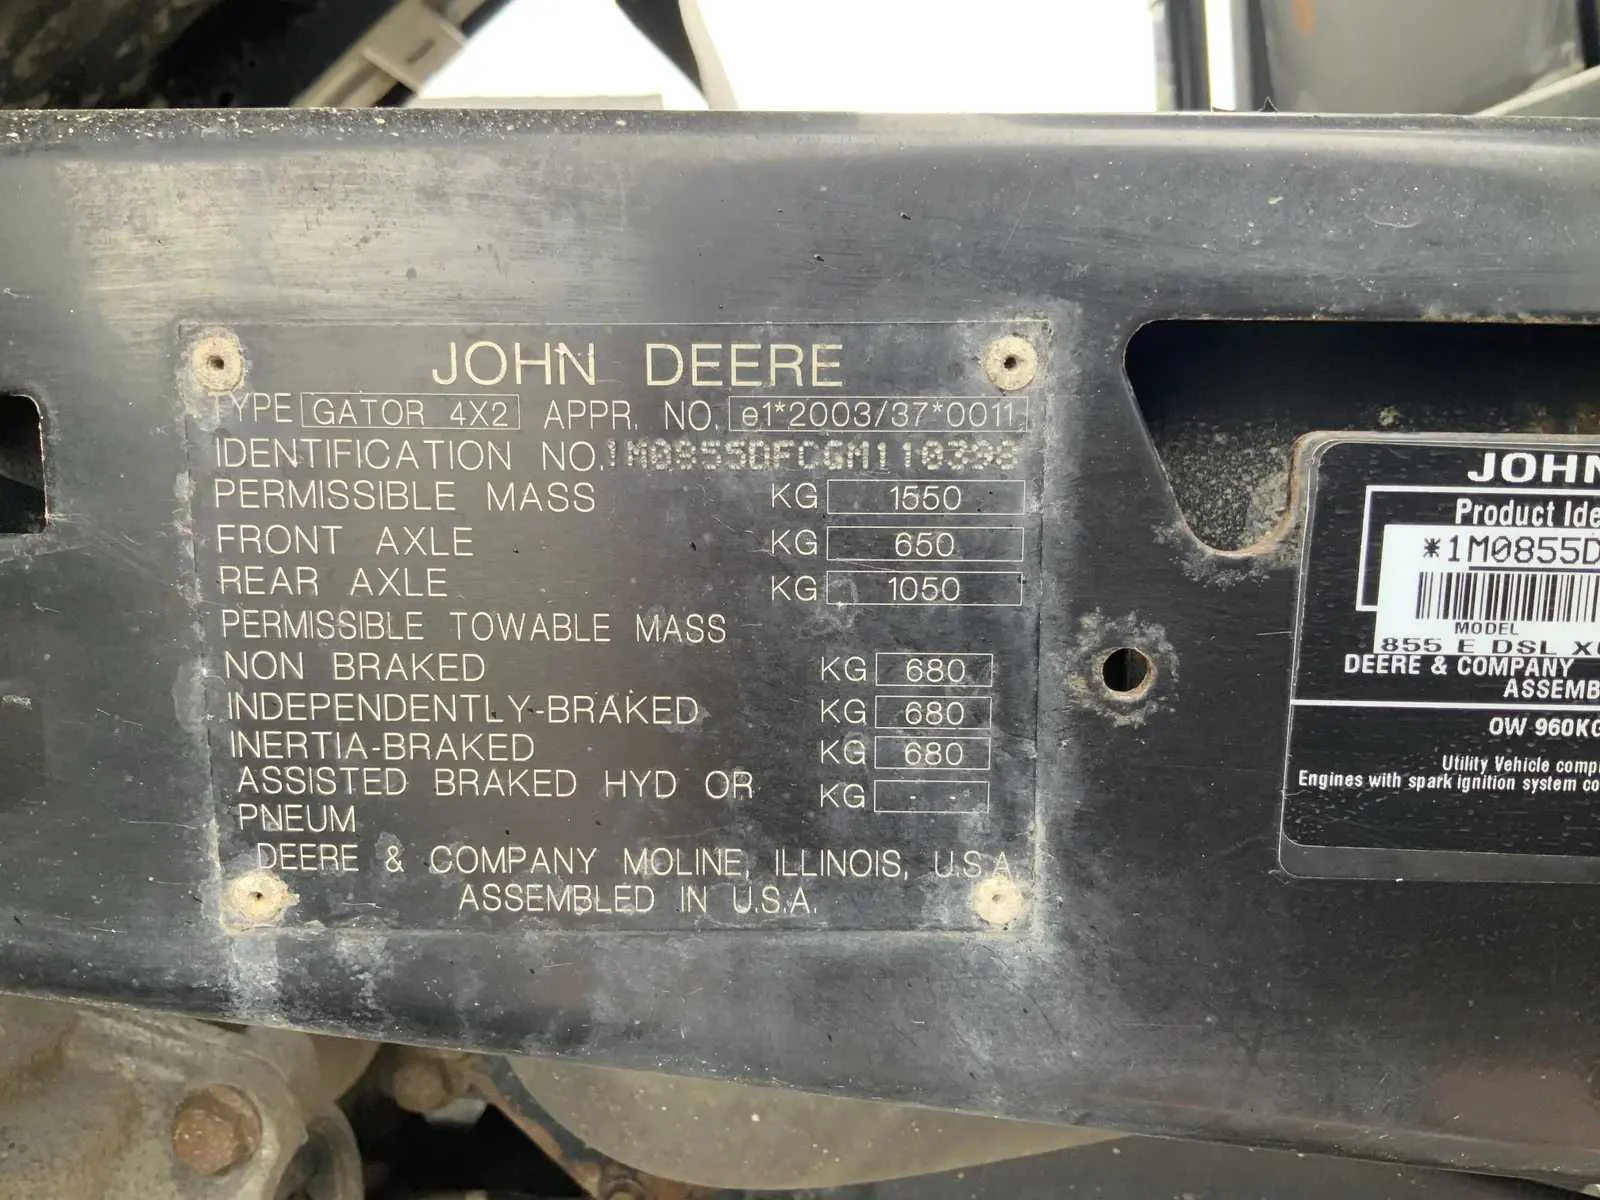 JOHN DEERE
TYPE GATOR 4X2 APPR. NO. e1*2003/37*0011
IDENTIFICATION NO. 1M0855DFCGM110398
PERMISSIBLE MASS KG 1550
FRONT AXLE KG 650
REAR AXLE KG 1050
PERMISSIBLE TOWABLE MASS
NON BRAKED KG 680
INDEPENDENTLY-BRAKED KG 680
INERTIA-BRAKED KG 680
ASSISTED BRAKED HYD OR KG - -
PNEUM
DEERE & COMPANY MOLINE, ILLINOIS, U.S.A
ASSEMBLED IN U.S.A.
JOHN
Product Ide
*1M0855D
MODEL
855 E DSL
DEERE & COMPANY
ASSEMB
OW 960KG
Utility Vehicle comp
Engines with spark ignition system co